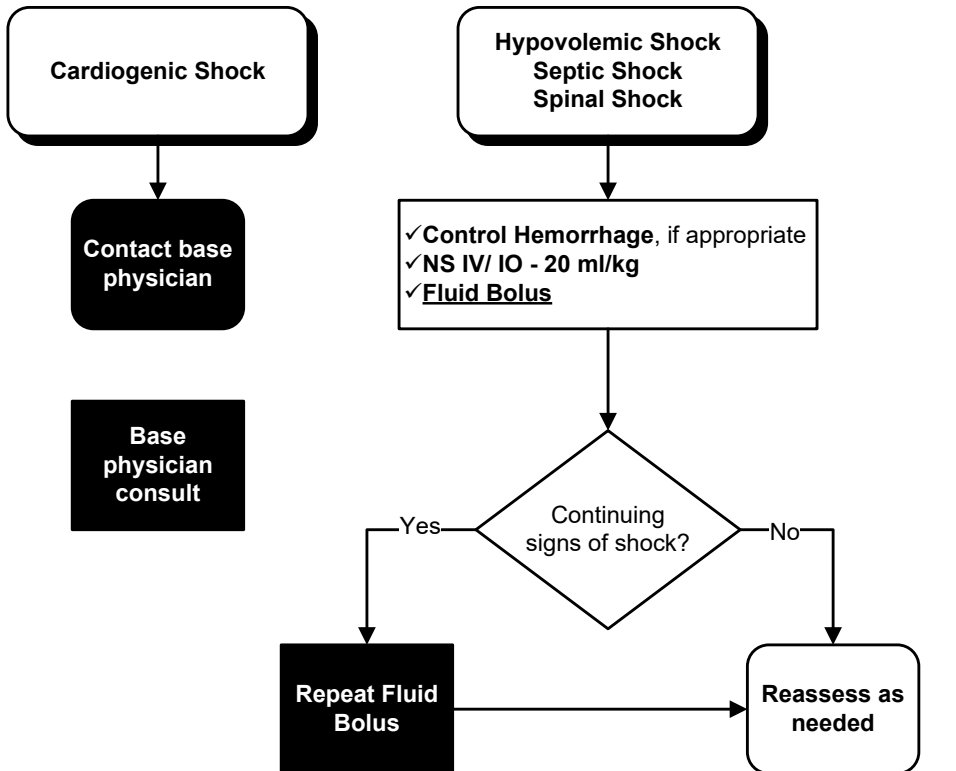 Cardiogenic Shock
Hypovolemic Shock
Septic Shock
Spinal Shock
Contact base
physician
✓Control Hemorrhage, if appropriate
✓NS IV/ IO - 20 ml/kg
✓Fluid Bolus
Base
physician
consult
Continuing
signs of shock?
Yes
No
Repeat Fluid
Bolus
Reassess as
needed